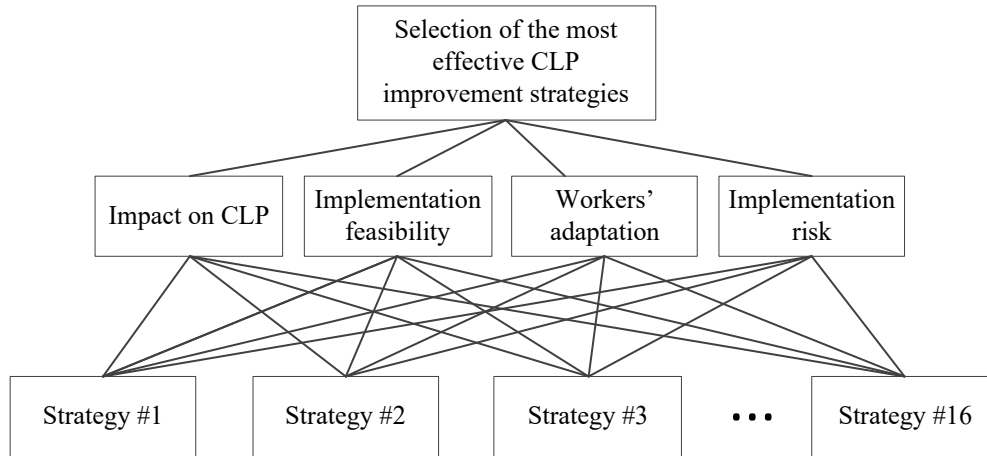 Selection of the most
effective CLP
improvement strategies
Impact on CLP
Implementation
feasibility
Workers’
adaptation
Implementation
risk
Strategy #1
Strategy #2
Strategy #3
...
Strategy #16